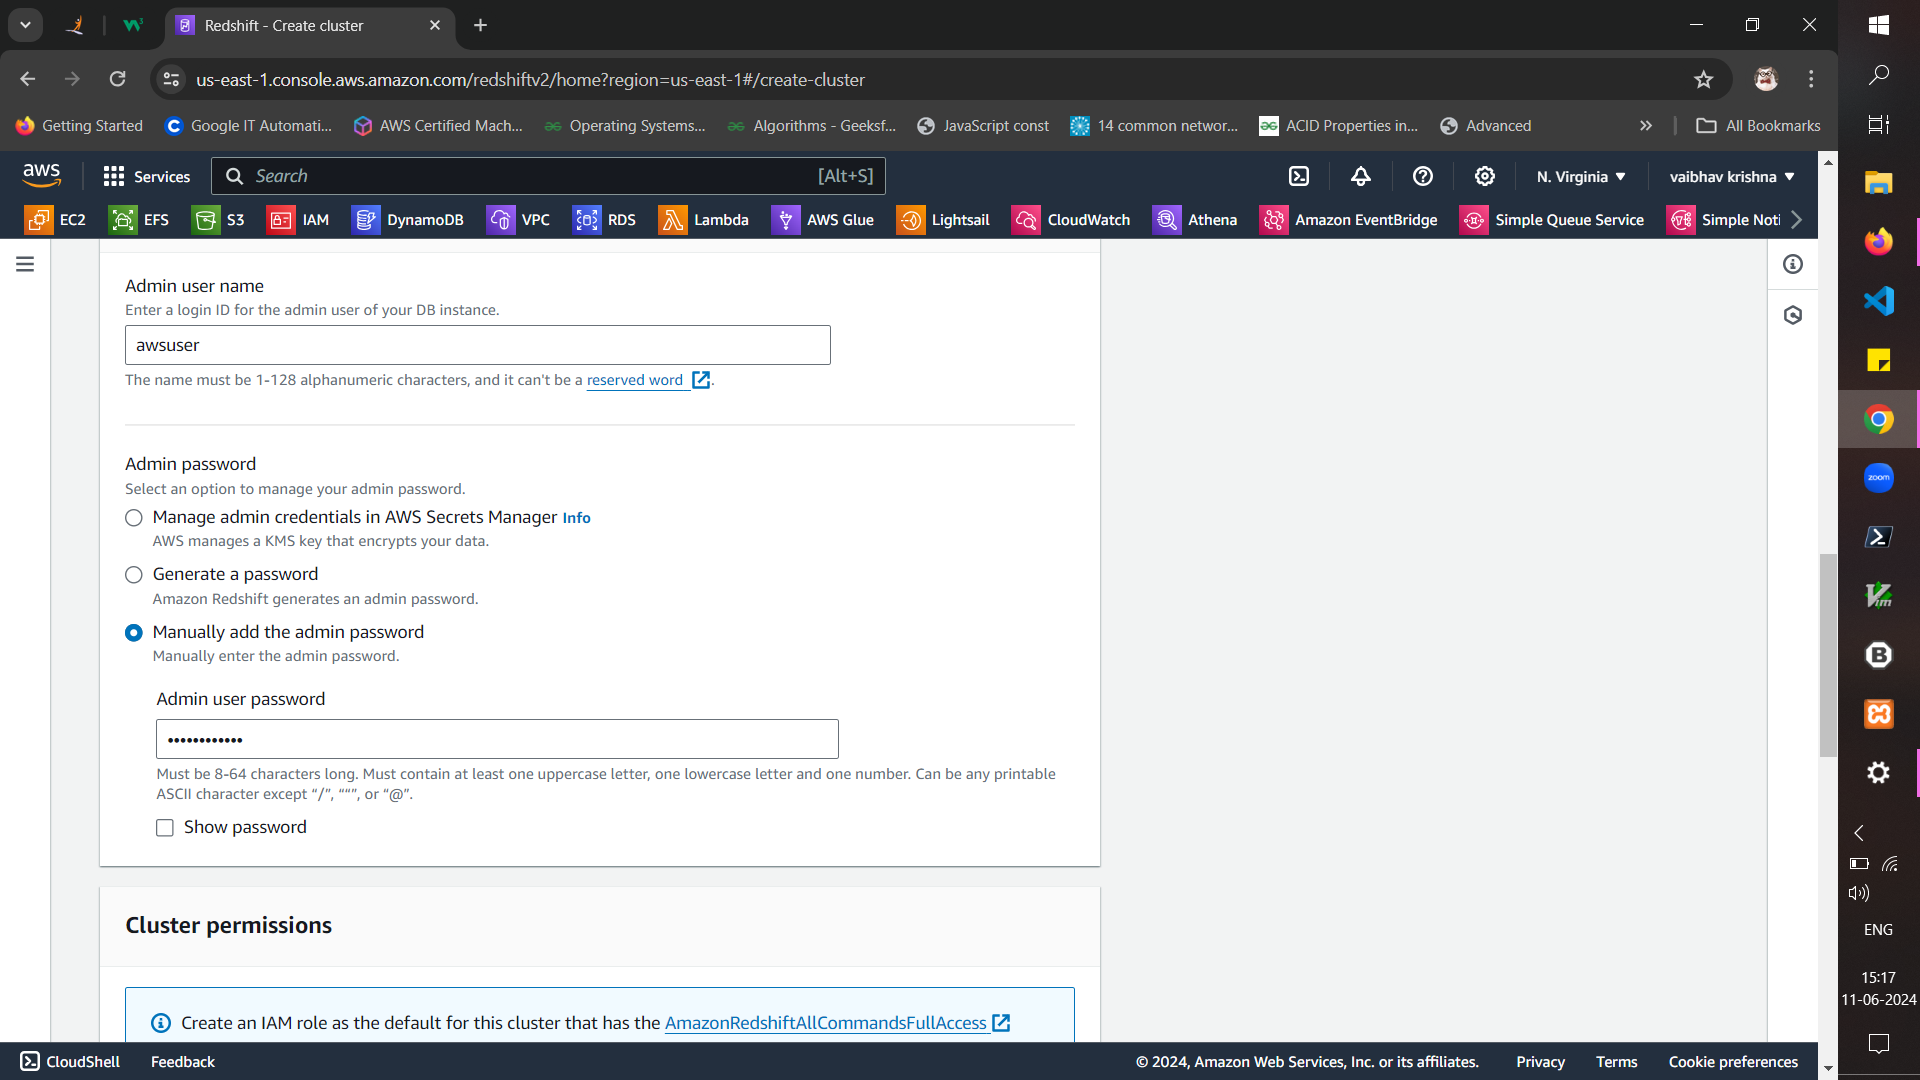 Redshift - Create cluster
us-east-1.console.aws.amazon.com/redshiftv2/home?region=us-east-1#/create-cluster
Getting Started
Google IT Automati...
AWS Certified Mach...
Operating Systems...
Algorithms - Geeksf...
JavaScript const
14 common networ...
ACID Properties in...
Advanced
All Bookmarks
aws
Services
Search
[Alt+S]
N. Virginia
vaibhav krishna
EC2
EFS
S3
IAM
DynamoDB
VPC
RDS
Lambda
AWS Glue
Lightsail
CloudWatch
Athena
Amazon EventBridge
Simple Queue Service
Simple Noti
Admin user name
Enter a login ID for the admin user of your DB instance.
awsuser
The name must be 1-128 alphanumeric characters, and it can't be a reserved word.
Admin password
Select an option to manage your admin password.
Manage admin credentials in AWS Secrets Manager Info
AWS manages a KMS key that encrypts your data.
Generate a password
Amazon Redshift generates an admin password.
Manually add the admin password
Manually enter the admin password.
Admin user password
••••••••••••
Must be 8-64 characters long. Must contain at least one uppercase letter, one lowercase letter and one number. Can be any printable
ASCII character except “/”, “““, or “@”.
Show password
Cluster permissions
Create an IAM role as the default for this cluster that has the AmazonRedshiftAllCommandsFullAccess
CloudShell
Feedback
© 2024, Amazon Web Services, Inc. or its affiliates.
Privacy
Terms
Cookie preferences
zoom
ENG
15:17
11-06-2024